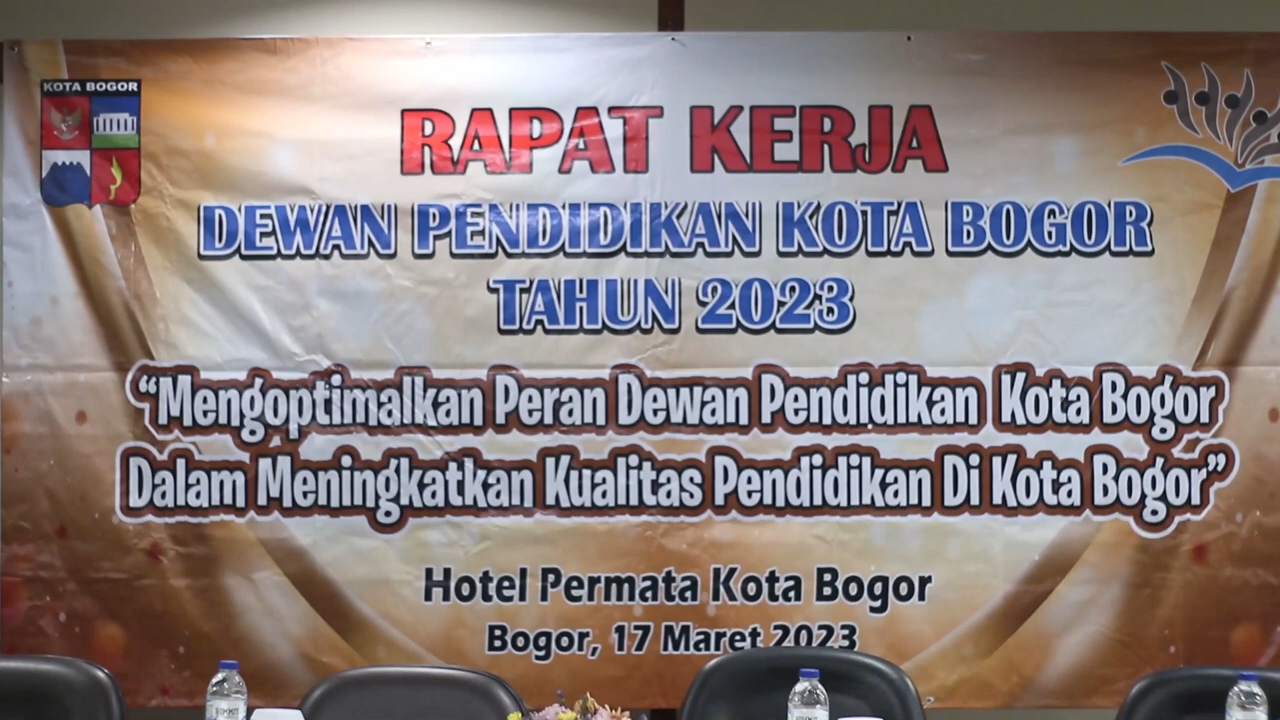 KOTA BOGOR
RAPAT KERJA
DEWAN PENDIDIKAN KOTA BOGOR
TAHUN 2023
“Mengoptimalkan Peran Dewan Pendidikan Kota Bogor
Dalam Meningkatkan Kualitas Pendidikan Di Kota Bogor”
Hotel Permata Kota Bogor
Bogor, 17 Maret 2023